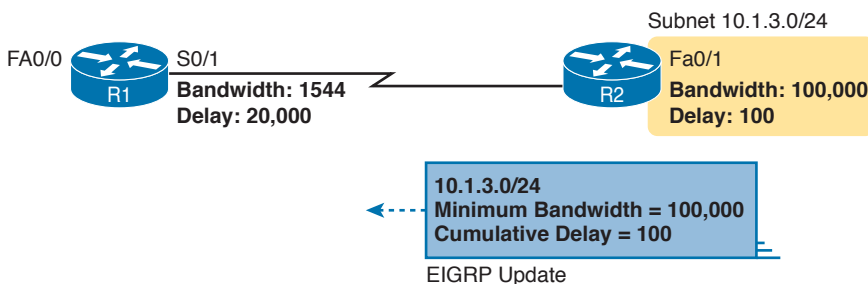 Subnet 10.1.3.0/24
FA0/0
R1
S0/1
Bandwidth: 1544
Delay: 20,000
R2
Fa0/1
Bandwidth: 100,000
Delay: 100
10.1.3.0/24
Minimum Bandwidth = 100,000
Cumulative Delay = 100
EIGRP Update